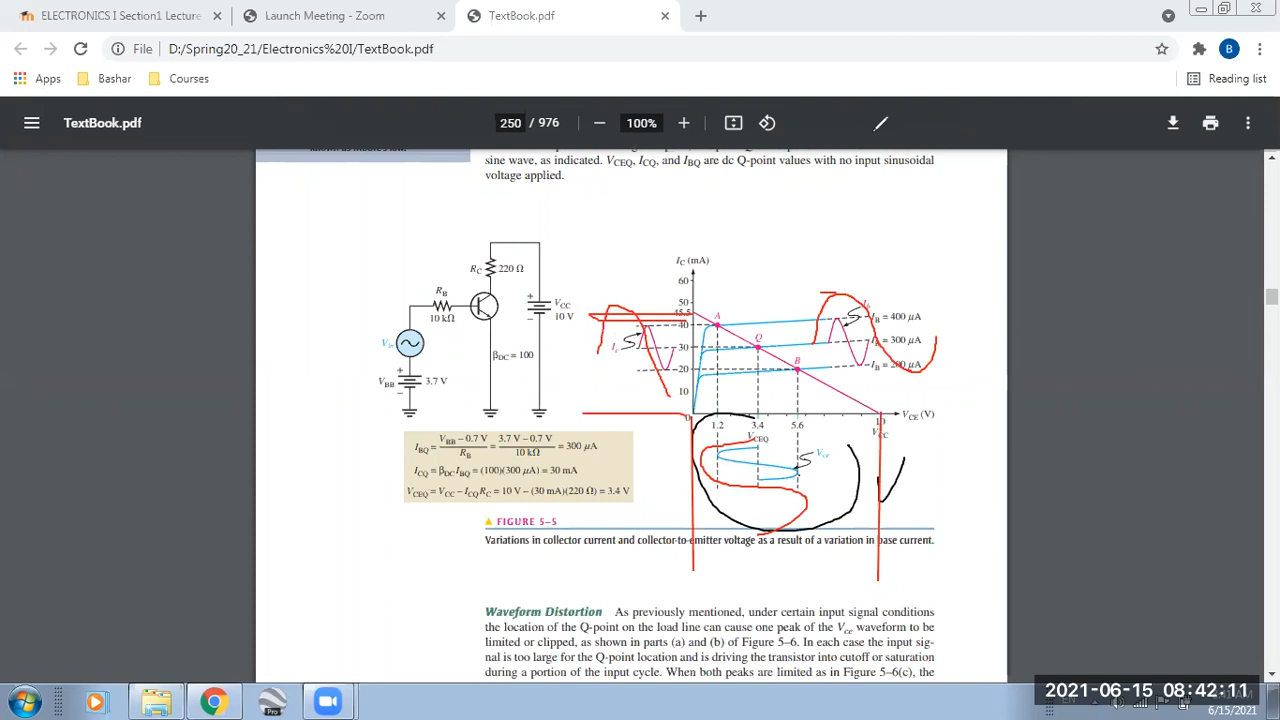 ELECTRONICS I Section1 Lecture
Launch Meeting - Zoom
TextBook.pdf
File
D:/Spring20_21/Electronics%20I/TextBook.pdf
B
Apps
Bashar
Courses
Reading list
TextBook.pdf
250 / 976
100%
sine wave, as indicated. VCEQ, ICQ, and IBQ are dc Q-point values with no input sinusoidal
voltage applied.
RC
220 Ω
RB
10 kΩ
VCC
10 V
Vin
βDC = 100
VBB
3.7 V
IBQ = VBB − 0.7 V / RB = 3.7 V − 0.7 V / 10 kΩ = 300 μA
ICQ = βDCIBQ = (100)(300 μA) = 30 mA
VCEQ = VCC − ICQRC = 10 V − (30 mA)(220 Ω) = 3.4 V
IC (mA)
60
50
45.5
40
30
20
10
0
A
Q
B
Ib
Ic
IB = 400 μA
IB = 300 μA
IB = 200 μA
VCE (V)
1.2
3.4
5.6
10
VCEQ
VCC
Vce
FIGURE 5–5
Variations in collector current and collector-to-emitter voltage as a result of a variation in base current.
Waveform Distortion As previously mentioned, under certain input signal conditions
the location of the Q-point on the load line can cause one peak of the Vce waveform to be
limited or clipped, as shown in parts (a) and (b) of Figure 5–6. In each case the input sig-
nal is too large for the Q-point location and is driving the transistor into cutoff or saturation
during a portion of the input cycle. When both peaks are limited as in Figure 5–6(c), the
Pro
2021-06-15 08:42:11
6/15/2021